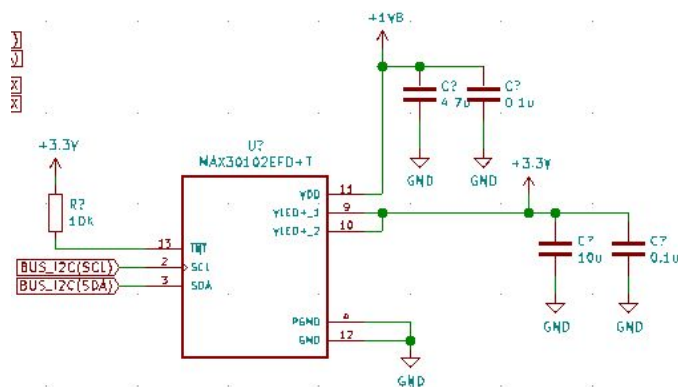 +1V8
C?
4.7u
C?
0.1u
+3.3V
U?
MAX30102EFD+T
R?
10k
GND
GND
+3.3V
VDD
11
VLED+_1
9
VLED+_2
10
13
INT
BUS_I2C(SCL)
2
SCL
BUS_I2C(SDA)
3
SDA
C?
10u
C?
0.1u
PGND
4
GND
12
GND
GND
GND